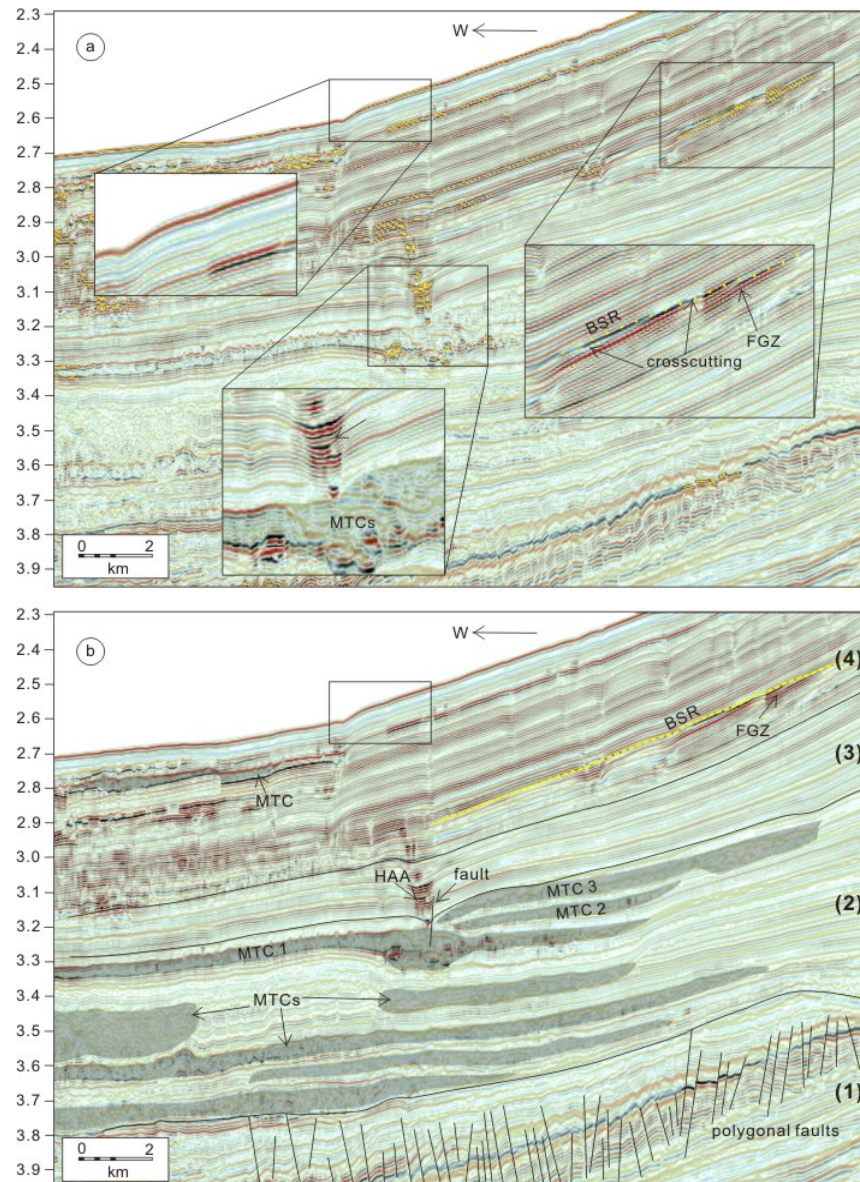 a
W
2.3
2.4
2.5
2.6
2.7
2.8
2.9
3.0
3.1
3.2
3.3
3.4
3.5
3.6
3.7
3.8
3.9
BSR
FGZ
crosscutting
MTCs
0 2
km
b
W
2.3
2.4
2.5
2.6
2.7
2.8
2.9
3.0
3.1
3.2
3.3
3.4
3.5
3.6
3.7
3.8
3.9
(4)
BSR
FGZ
(3)
MTC
HAA
fault
MTC 3
MTC 2
(2)
MTC 1
MTCs
(1)
polygonal faults
0 2
km